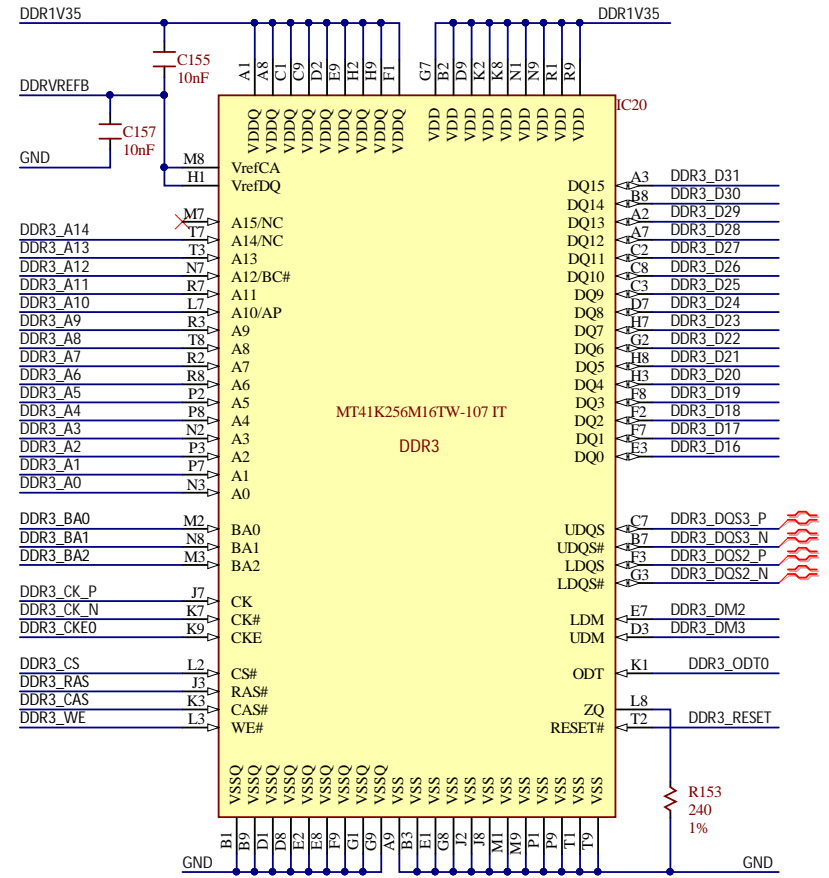 DDR1V35
DDR1V35
C155
10nF
DDRVREFB
C157
10nF
GND
A1 A8 C1 C9 D2 E9 H2 H9 F1
G7 B2 D9 K2 K8 N1 N9 R1 R9
IC20
VDDQ VDDQ VDDQ VDDQ VDDQ VDDQ VDDQ VDDQ VDDQ
VDD VDD VDD VDD VDD VDD VDD VDD VDD
M8 VrefCA
H1 VrefDQ
M7 A15/NC
DDR3_A14 T7 A14/NC
DDR3_A13 T3 A13
DDR3_A12 N7 A12/BC#
DDR3_A11 R7 A11
DDR3_A10 L7 A10/AP
DDR3_A9 R3 A9
DDR3_A8 T8 A8
DDR3_A7 R2 A7
DDR3_A6 R8 A6
DDR3_A5 P2 A5
DDR3_A4 P8 A4
DDR3_A3 N2 A3
DDR3_A2 P3 A2
DDR3_A1 P7 A1
DDR3_A0 N3 A0
DDR3_BA0 M2 BA0
DDR3_BA1 N8 BA1
DDR3_BA2 M3 BA2
DDR3_CK_P J7 CK
DDR3_CK_N K7 CK#
DDR3_CKE0 K9 CKE
DDR3_CS L2 CS#
DDR3_RAS J3 RAS#
DDR3_CAS K3 CAS#
DDR3_WE L3 WE#
MT41K256M16TW-107 IT
DDR3
DQ15 A3 DDR3_D31
DQ14 B8 DDR3_D30
DQ13 A2 DDR3_D29
DQ12 A7 DDR3_D28
DQ11 C2 DDR3_D27
DQ10 C8 DDR3_D26
DQ9 C3 DDR3_D25
DQ8 D7 DDR3_D24
DQ7 H7 DDR3_D23
DQ6 G2 DDR3_D22
DQ5 H8 DDR3_D21
DQ4 H3 DDR3_D20
DQ3 F8 DDR3_D19
DQ2 F2 DDR3_D18
DQ1 F7 DDR3_D17
DQ0 E3 DDR3_D16
UDQS C7 DDR3_DQS3_P
UDQS# B7 DDR3_DQS3_N
LDQS F3 DDR3_DQS2_P
LDQS# G3 DDR3_DQS2_N
LDM E7 DDR3_DM2
UDM D3 DDR3_DM3
ODT K1 DDR3_ODT0
ZQ L8
RESET# T2 DDR3_RESET
R153
240
1%
VSSQ VSSQ VSSQ VSSQ VSSQ VSSQ VSSQ VSSQ VSSQ VSS VSS VSS VSS VSS VSS VSS VSS VSS VSS VSS VSS
B1 B9 D1 D8 E2 E8 F9 G1 G9 A9 B3 E1 G8 J2 J8 M1 M9 P1 P9 T1 T9
GND
GND